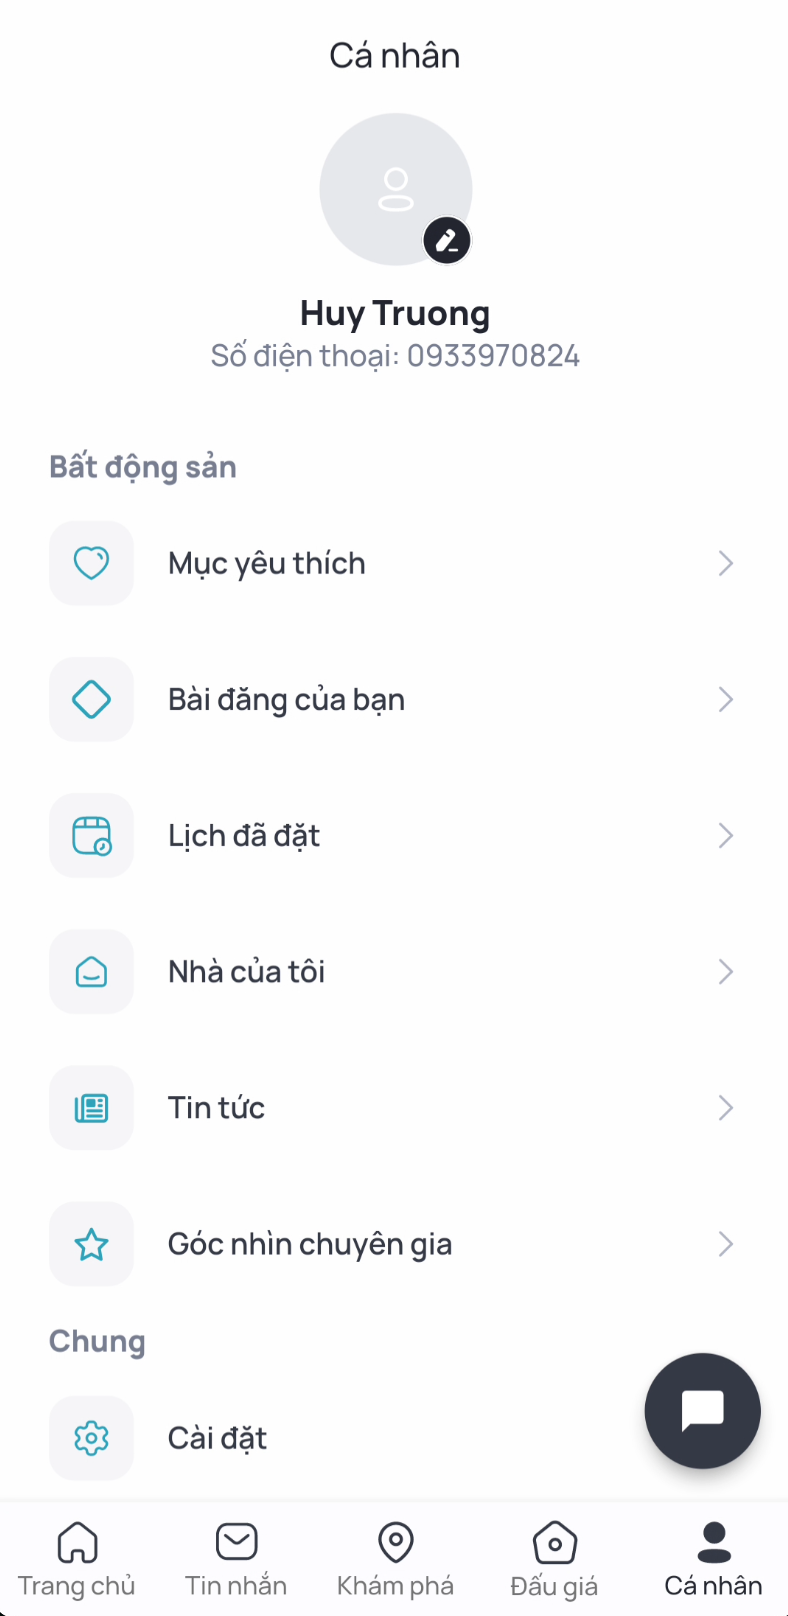 Cá nhân
Huy Truong
Số điện thoại: 0933970824
Bất động sản
Mục yêu thích
Bài đăng của bạn
Lịch đã đặt
Nhà của tôi
Tin tức
Góc nhìn chuyên gia
Chung
Cài đặt
Trang chủ Tin nhắn Khám phá Đấu giá Cá nhân